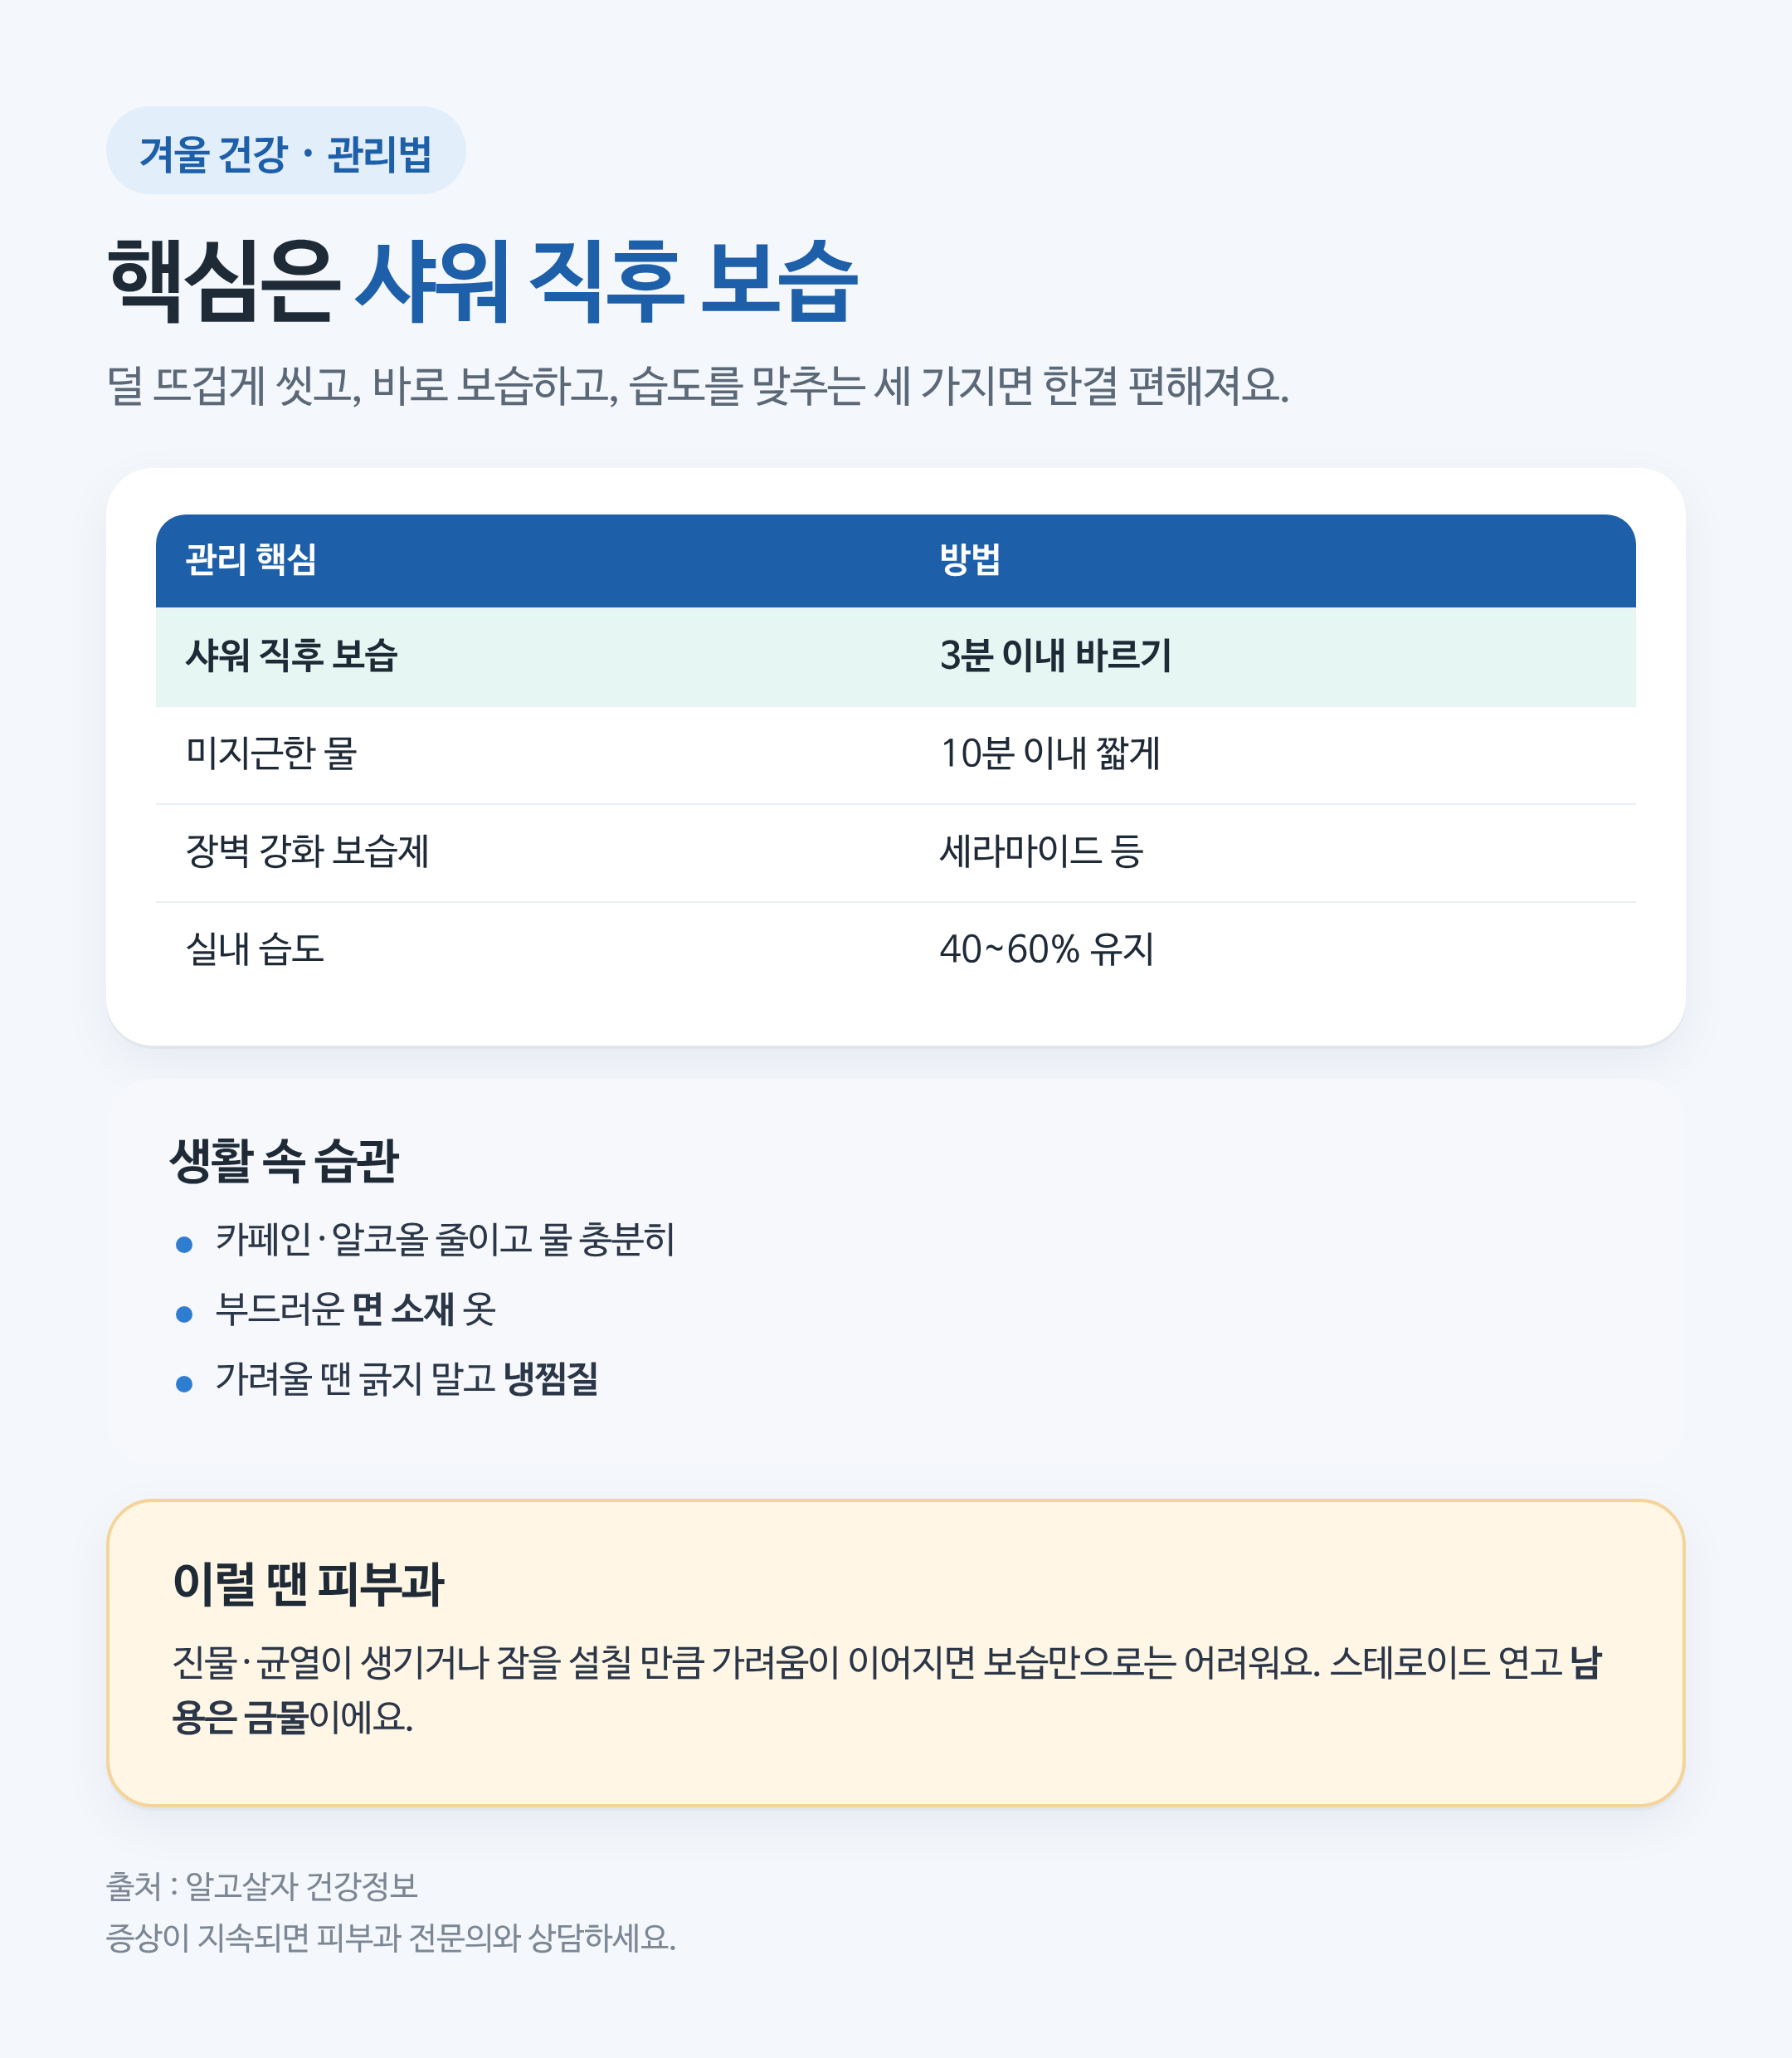 겨울 건강 · 관리법
핵심은 샤워 직후 보습
덜 뜨겁게 씻고, 바로 보습하고, 습도를 맞추는 세 가지면 한결 편해져요.
관리 핵심 방법
샤워 직후 보습 3분 이내 바르기
미지근한 물 10분 이내 짧게
장벽 강화 보습제 세라마이드 등
실내 습도 40~60% 유지
생활 속 습관
카페인·알코올 줄이고 물 충분히
부드러운 면 소재 옷
가려울 땐 긁지 말고 냉찜질
이럴 땐 피부과
진물·균열이 생기거나 잠을 설칠 만큼 가려움이 이어지면 보습만으로는 어려워요. 스테로이드 연고 남
용은 금물이에요.
출처 : 알고살자 건강정보
증상이 지속되면 피부과 전문의와 상담하세요.